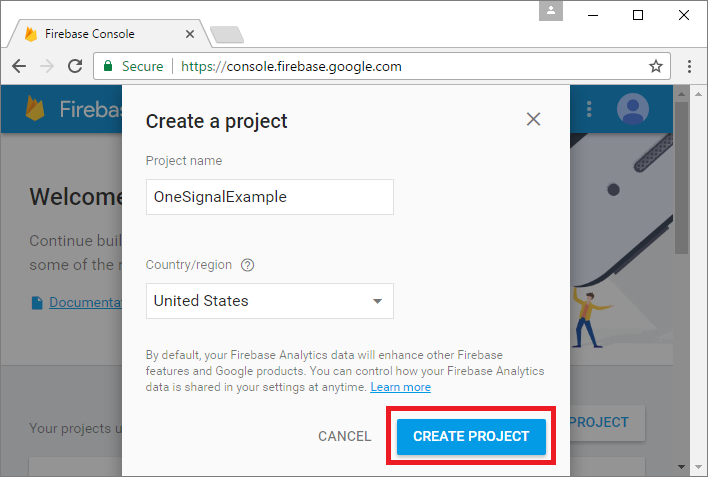 Firebase Console
Secure
https://console.firebase.google.com
Create a project
Project name
OneSignalExample
Country/region
United States
By default, your Firebase Analytics data will enhance other Firebase
features and Google products. You can control how your Firebase Analytics
data is shared in your settings at anytime. Learn more
CANCEL
CREATE PROJECT
Welcome
Continue
some of the
Your projects
PROJECT